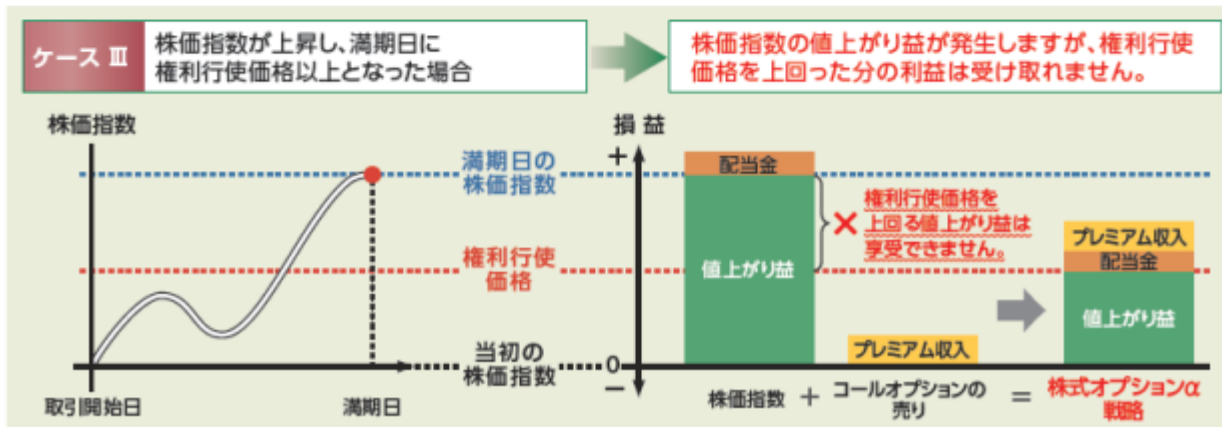 ケース Ⅲ
株価指数が上昇し、満期日に
権利行使価格以上となった場合
株価指数の値上がり益が発生しますが、権利行使
価格を上回った分の利益は受け取れません。
株価指数
満期日の
株価指数
権利行使
価格
当初の
株価指数
取引開始日
満期日
損 益
+
0
−
配当金
値上がり益
× 権利行使価格を
上回る値上がり益は
享受できません。
プレミアム収入
プレミアム収入
配当金
値上がり益
株価指数 + コールオプションの
売り
= 株式オプションα
戦略